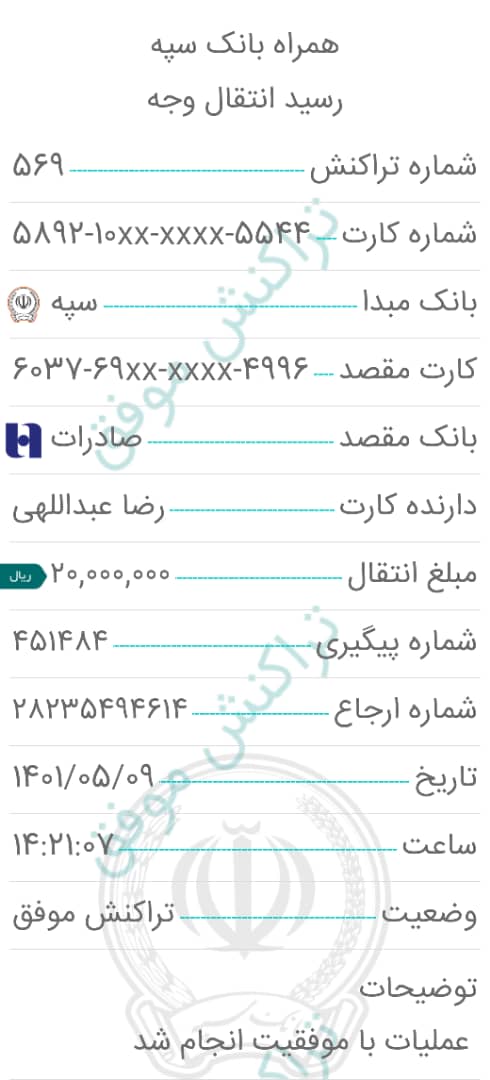 همراه بانک سپه
رسید انتقال وجه
شماره تراکنش ۵۶۹
شماره کارت ۵۸۹۲-۱۰xx-xxxx-۵۵۴۴
بانک مبدا سپه
کارت مقصد ۶۰۳۷-۶۹xx-xxxx-۴۹۹۶
بانک مقصد صادرات
دارنده کارت رضا عبداللهی
مبلغ انتقال ۲۰,۰۰۰,۰۰۰ ریال
شماره پیگیری ۴۵۱۴۸۴
شماره ارجاع ۲۸۲۳۵۴۹۴۶۱۴
تاریخ ۱۴۰۱/۰۵/۰۹
ساعت ۱۴:۲۱:۰۷
وضعیت تراکنش موفق
توضیحات
عملیات با موفقیت انجام شد
تراکنش موفق
تراکنش موفق